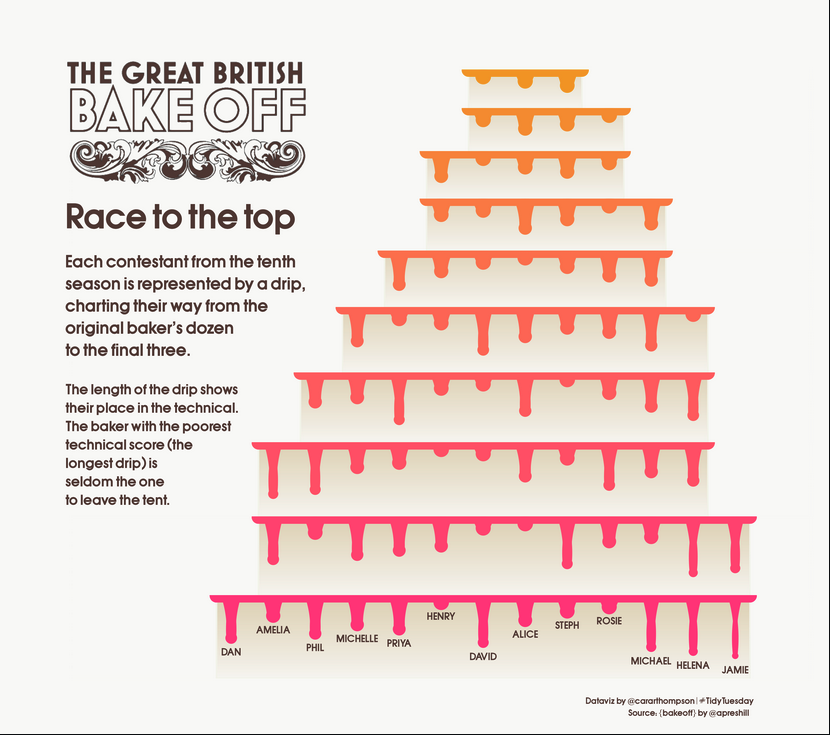 THE GREAT BRITISH
BAKE OFF
Race to the top
Each contestant from the tenth
season is represented by a drip,
charting their way from the
original baker's dozen
to the final three.
The length of the drip shows
their place in the technical.
The baker with the poorest
technical score (the
longest drip) is
seldom the one
to leave the tent.
DAN
AMELIA
PHIL
MICHELLE
PRIYA
HENRY
DAVID
ALICE
STEPH
ROSIE
MICHAEL
HELENA
JAMIE
Dataviz by @cararthompson | #TidyTuesday
Source: {bakeoff} by @apreshill